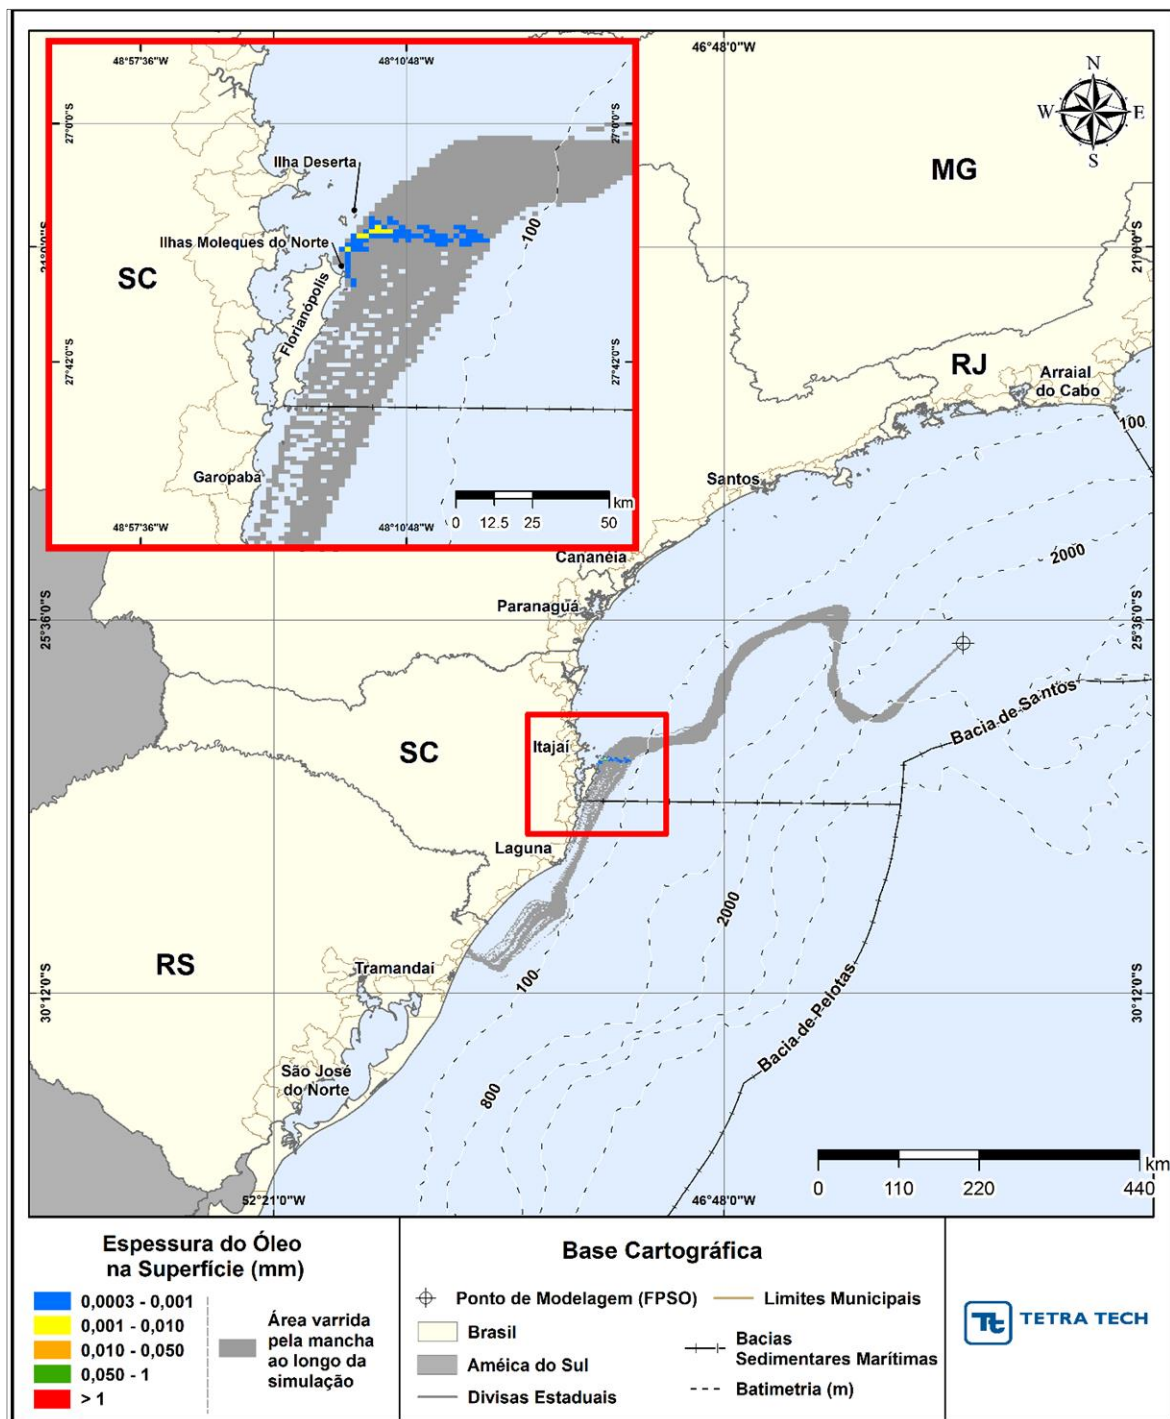 48°57'36"W
48°10'48"W
46°48'0"W
27°0'0"S
27°0'0"S
N
W
E
S
Ilha Deserta
MG
100
Ilhas Moleques do Norte
21°0'0"S
SC
Florianópolis
27°42'0"S
27°42'0"S
RJ
Arraial
do Cabo
100
Garopaba
Santos
km
0 12.5 25 50
48°57'36"W
48°10'48"W
Cananéia
2000
Paranaguá
25°36'0"S
25°36'0"S
Bacia de Santos
Itajaí
SC
Laguna
2000
RS
Tramandaí
100
30°12'0"S
30°12'0"S
Bacia de Pelotas
São José
do Norte
800
km
0 110 220 440
52°21'0"W
46°48'0"W
Espessura do Óleo
na Superfície (mm)
0,0003 - 0,001
0,001 - 0,010
0,010 - 0,050
0,050 - 1
> 1
Área varrida
pela mancha
ao longo da
simulação
Base Cartográfica
Ponto de Modelagem (FPSO)
Limites Municipais
Brasil
Bacias
Sedimentares Marítimas
Améica do Sul
Divisas Estaduais
Batimetria (m)
Tt
TETRA TECH